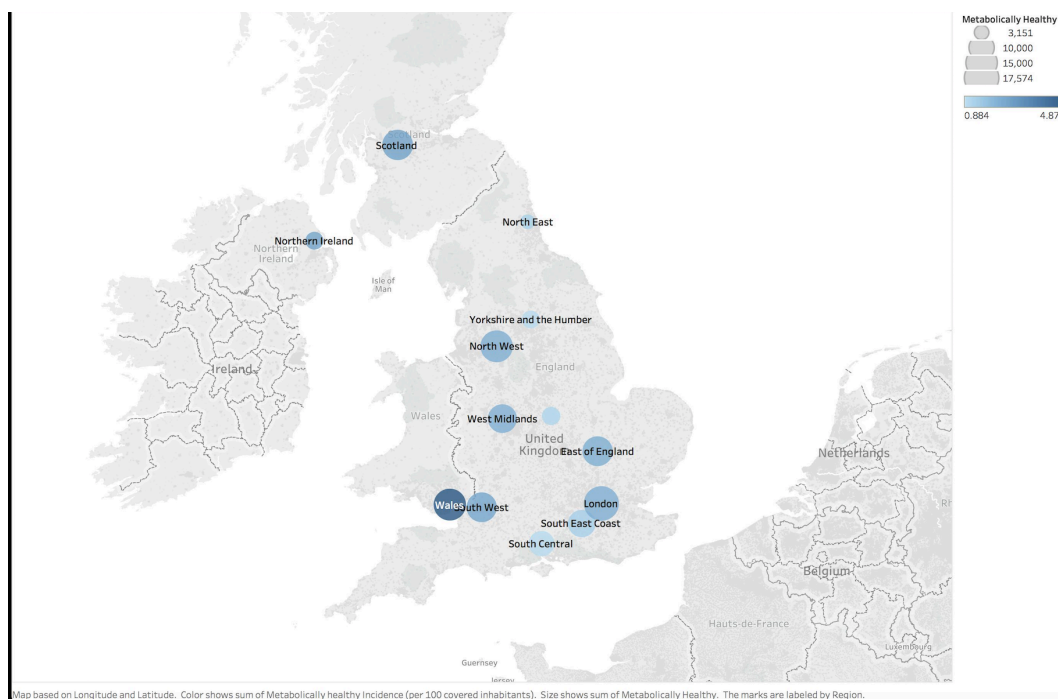 Metabolically Healthy
3,151
10,000
15,000
17,574
0.884 4.87
Scotland
Scotland
North East
Northern Ireland
Northern
Ireland
Isle of
Man
Yorkshire and the Humber
North West
England
Ireland
Wales
West Midlands
United
Kingdom
East of England
Netherlands
Wales
South West
London
South East Coast
South Central
Belgium
Hauts-de-France
Luxembourg
Guernsey
Jersey
Map based on Longitude and Latitude. Color shows sum of Metabolically healthy Incidence (per 100 covered inhabitants). Size shows sum of Metabolically Healthy. The marks are labeled by Region.